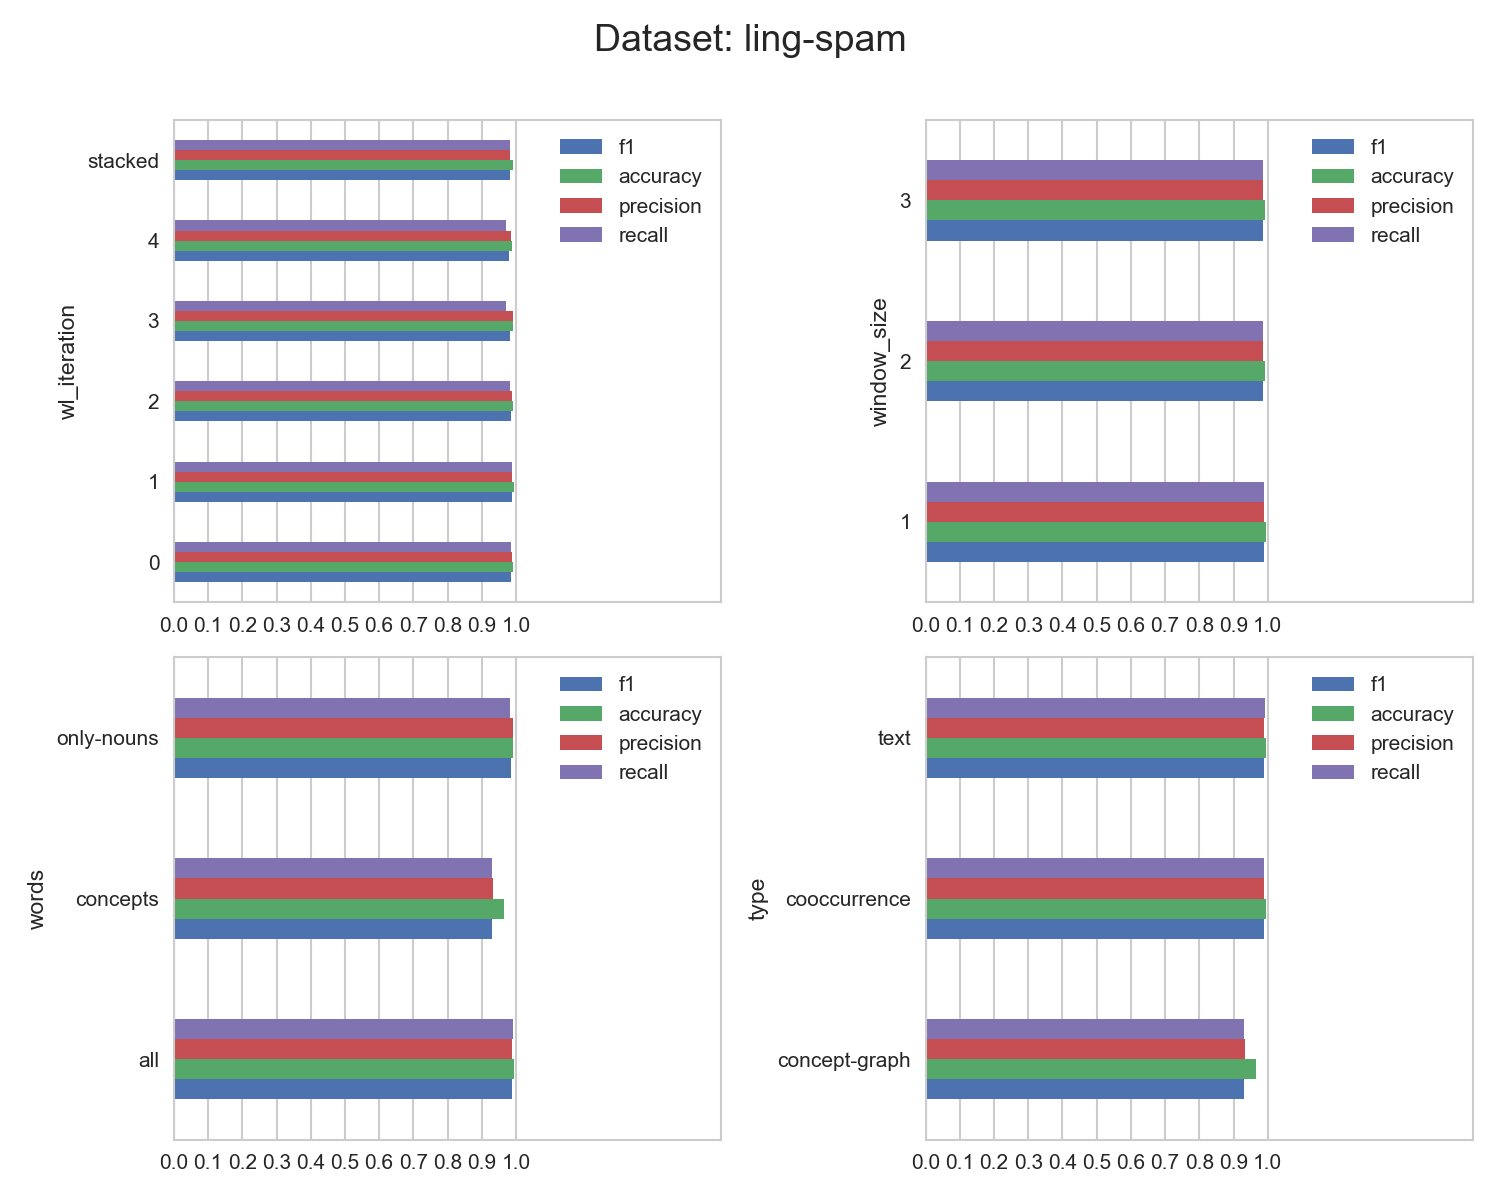 Dataset: ling-spam
wl_iteration
stacked
4
3
2
1
0
0.0 0.1 0.2 0.3 0.4 0.5 0.6 0.7 0.8 0.9 1.0
f1
accuracy
precision
recall
window_size
3
2
1
0.0 0.1 0.2 0.3 0.4 0.5 0.6 0.7 0.8 0.9 1.0
f1
accuracy
precision
recall
words
only-nouns
concepts
all
0.0 0.1 0.2 0.3 0.4 0.5 0.6 0.7 0.8 0.9 1.0
f1
accuracy
precision
recall
type
text
cooccurrence
concept-graph
0.0 0.1 0.2 0.3 0.4 0.5 0.6 0.7 0.8 0.9 1.0
f1
accuracy
precision
recall